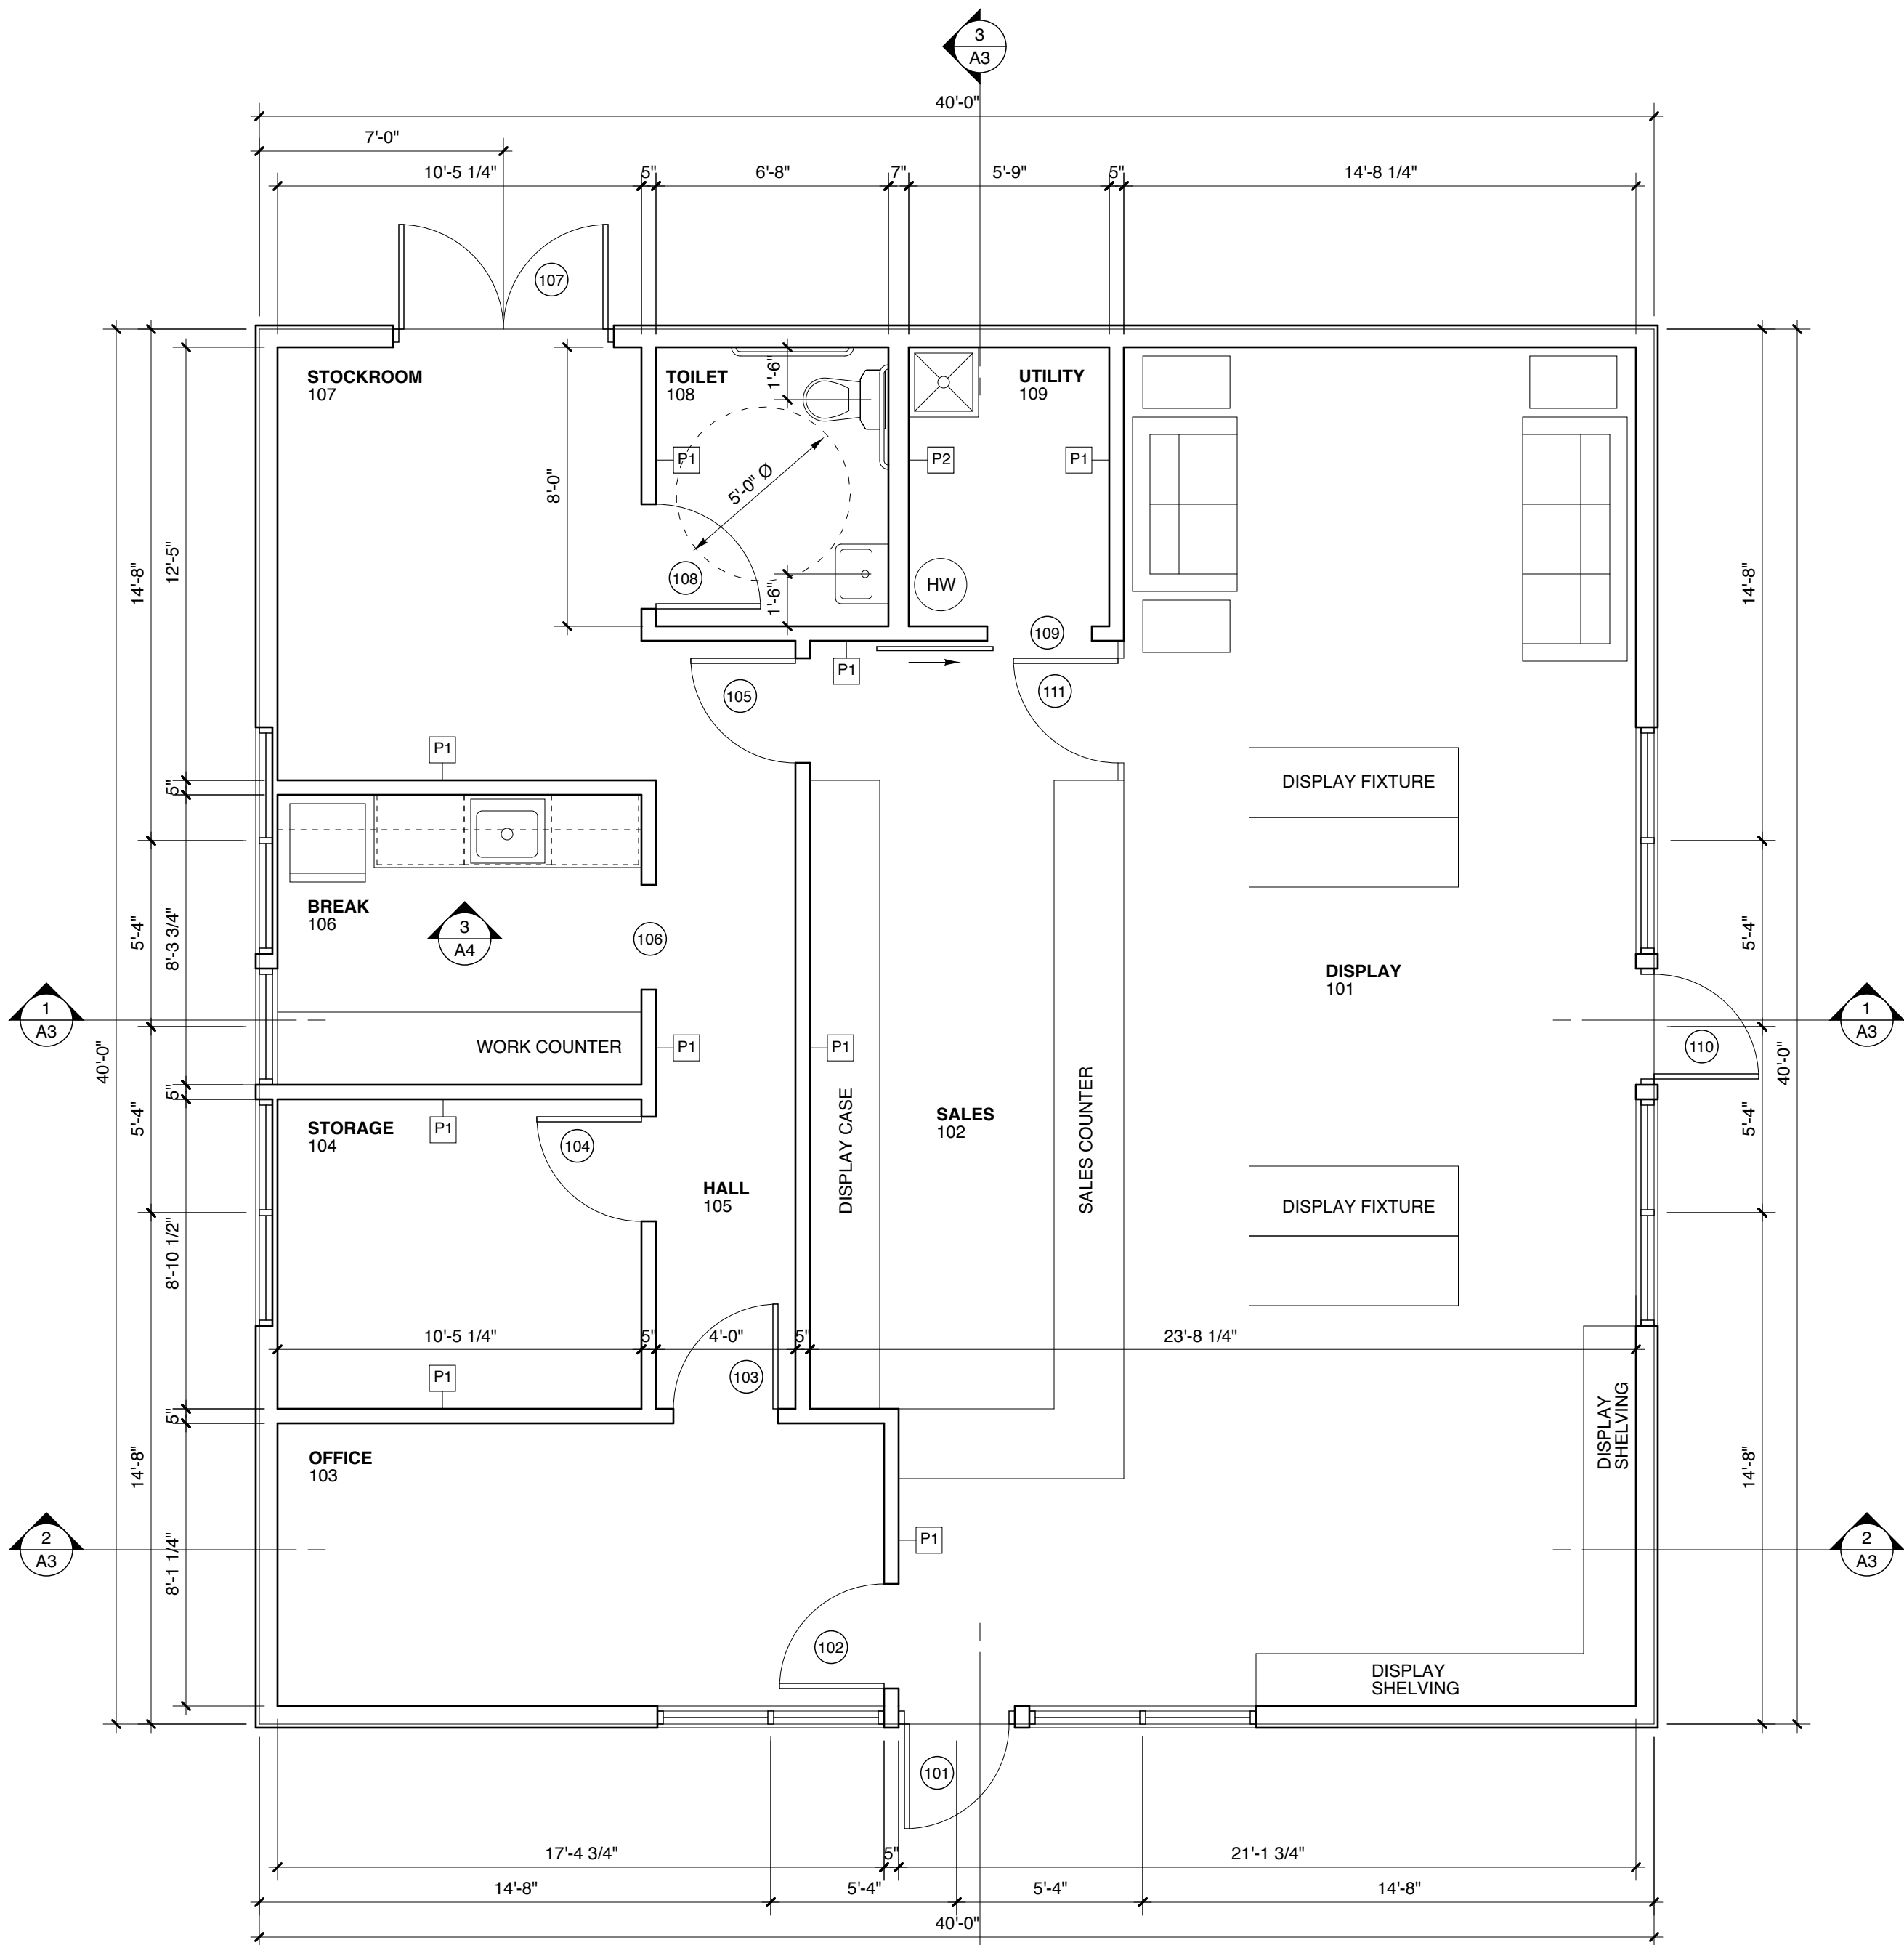 3
A3
40'-0"
7'-0"
10'-5 1/4"
5"
6'-8"
7"
5'-9"
5"
14'-8 1/4"
107
STOCKROOM
107
TOILET
108
1'-6"
UTILITY
109
P1
P2
P1
5'-0" Ø
8'-0"
12'-5"
14'-8"
14'-8"
108
1'-6"
HW
109
P1
105
111
P1
5"
DISPLAY FIXTURE
BREAK
106
3
A4
106
5'-4"
8'-3 3/4"
5'-4"
DISPLAY
101
1
A3
1
A3
40'-0"
40'-0"
WORK COUNTER
P1
P1
110
5"
5'-4"
5'-4"
STORAGE
104
P1
104
DISPLAY CASE
SALES
102
SALES COUNTER
HALL
105
DISPLAY FIXTURE
8'-10 1/2"
10'-5 1/4"
5"
4'-0"
5"
23'-8 1/4"
P1
103
5"
DISPLAY
SHELVING
OFFICE
103
14'-8"
14'-8"
2
A3
2
A3
8'-1 1/4"
P1
102
DISPLAY
SHELVING
101
17'-4 3/4"
5"
21'-1 3/4"
14'-8"
5'-4"
5'-4"
14'-8"
40'-0"